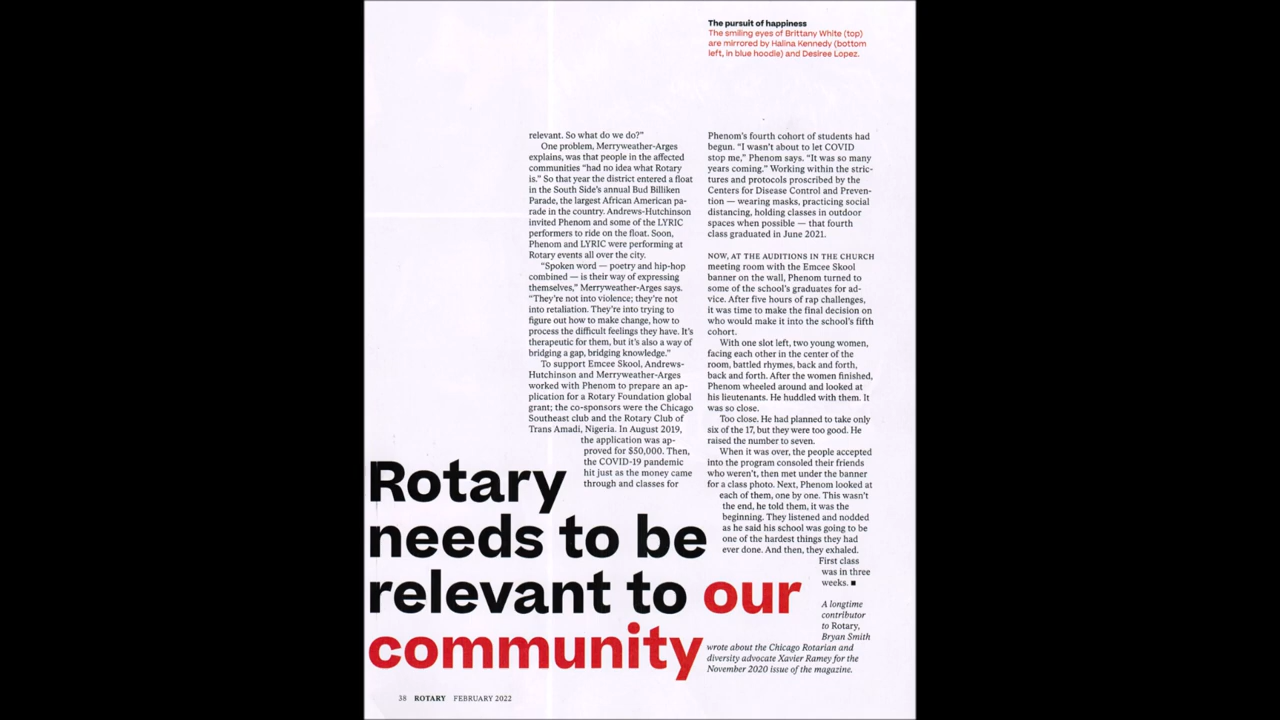 The pursuit of happiness
The smiling eyes of Brittany White (top)
are mirrored by Halina Kennedy (bottom
left, in blue hoodie) and Desiree Lopez.
relevant. So what do we do?”
One problem, Merryweather-Arges
explains, was that people in the affected
communities “had no idea what Rotary
is.” So that year the district entered a float
in the South Side’s annual Bud Billiken
Parade, the largest African American pa-
rade in the country. Andrews-Hutchinson
invited Phenom and some of the LYRIC
performers to ride on the float. Soon,
Phenom and LYRIC were performing at
Rotary events all over the city.
“Spoken word — poetry and hip-hop
combined — is their way of expressing
themselves,” Merryweather-Arges says.
“They’re not into violence; they’re not
into retaliation. They’re into trying to
figure out how to make change, how to
process the difficult feelings they have. It’s
therapeutic for them, but it’s also a way of
bridging a gap, bridging knowledge.”
To support Emcee Skool, Andrews-
Hutchinson and Merryweather-Arges
worked with Phenom to prepare an ap-
plication for a Rotary Foundation global
grant; the co-sponsors were the Chicago
Southeast club and the Rotary Club of
Trans Amadi, Nigeria. In August 2019,
the application was ap-
proved for $50,000. Then,
the COVID-19 pandemic
hit just as the money came
through and classes for
Phenom’s fourth cohort of students had
begun. “I wasn’t about to let COVID
stop me,” Phenom says. “It was so many
years coming.” Working within the stric-
tures and protocols proscribed by the
Centers for Disease Control and Preven-
tion — wearing masks, practicing social
distancing, holding classes in outdoor
spaces when possible — that fourth
class graduated in June 2021.
NOW, AT THE AUDITIONS IN THE CHURCH
meeting room with the Emcee Skool
banner on the wall, Phenom turned to
some of the school’s graduates for ad-
vice. After five hours of rap challenges,
it was time to make the final decision on
who would make it into the school’s fifth
cohort.
With one slot left, two young women,
facing each other in the center of the
room, battled rhymes, back and forth,
back and forth. After the women finished,
Phenom wheeled around and looked at
his lieutenants. He huddled with them. It
was so close.
Too close. He had planned to take only
six of the 17, but they were too good. He
raised the number to seven.
When it was over, the people accepted
into the program consoled their friends
who weren’t, then met under the banner
for a class photo. Next, Phenom looked at
each of them, one by one. This wasn’t
the end, he told them, it was the
beginning. They listened and nodded
as he said his school was going to be
one of the hardest things they had
ever done. And then, they exhaled.
First class
was in three
weeks. ■
A longtime
contributor
to Rotary,
Bryan Smith
wrote about the Chicago Rotarian and
diversity advocate Xavier Ramey for the
November 2020 issue of the magazine.
Rotary
needs to be
relevant to our
community
38 ROTARY FEBRUARY 2022